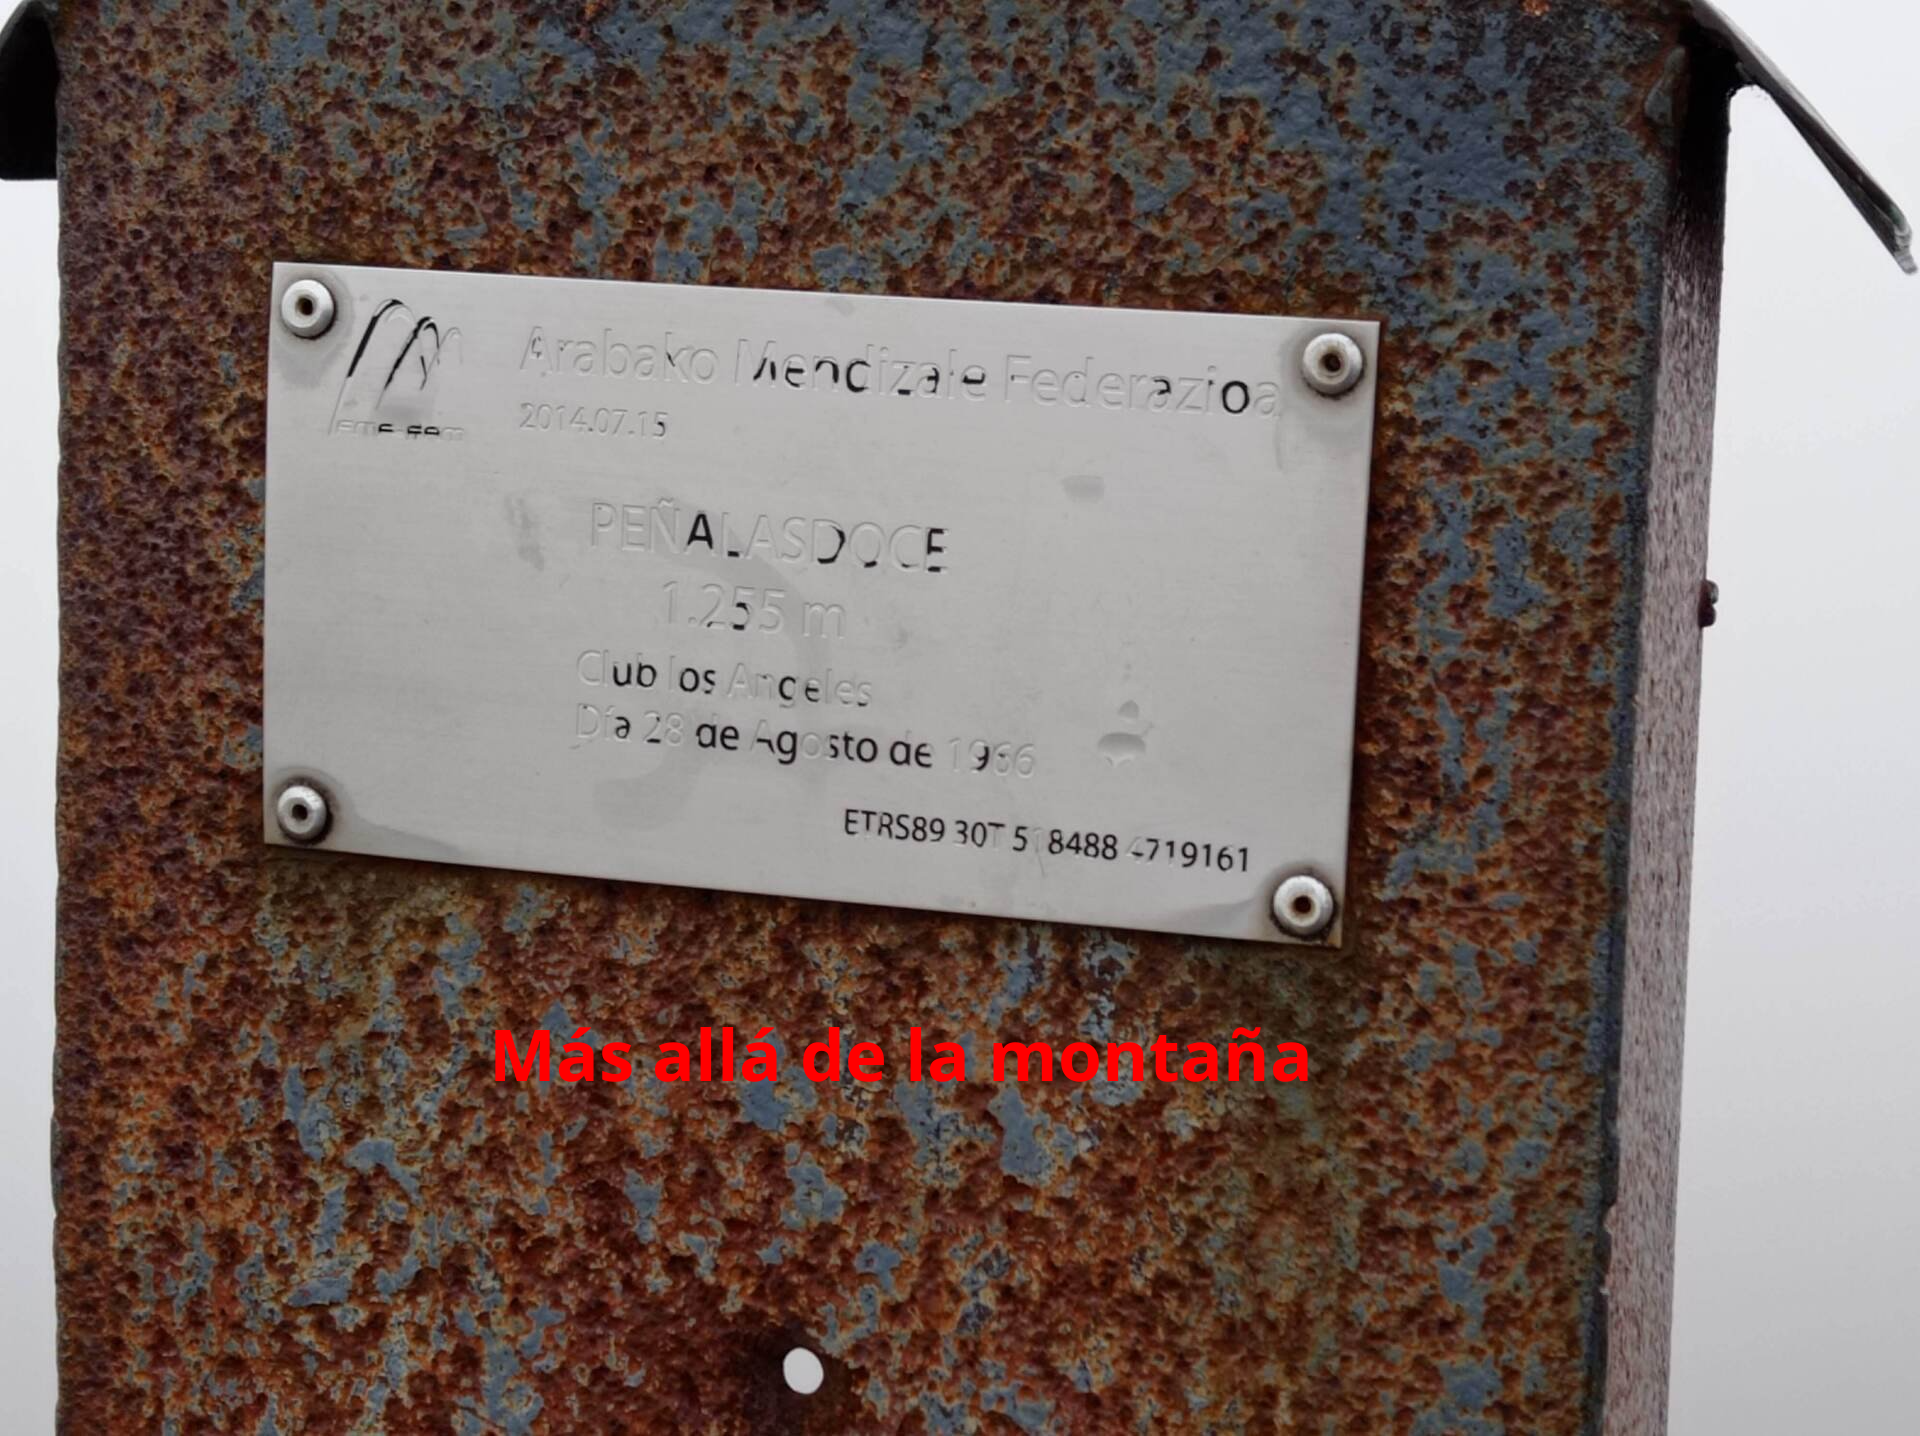 Arabako Mendizale Federazioa
2014.07.15
PEÑALASDOCE
1.255 m
Club los Angeles
Día 28 de Agosto de 1966
ETRS89 30T 518488 4719161
Más allá de la montaña